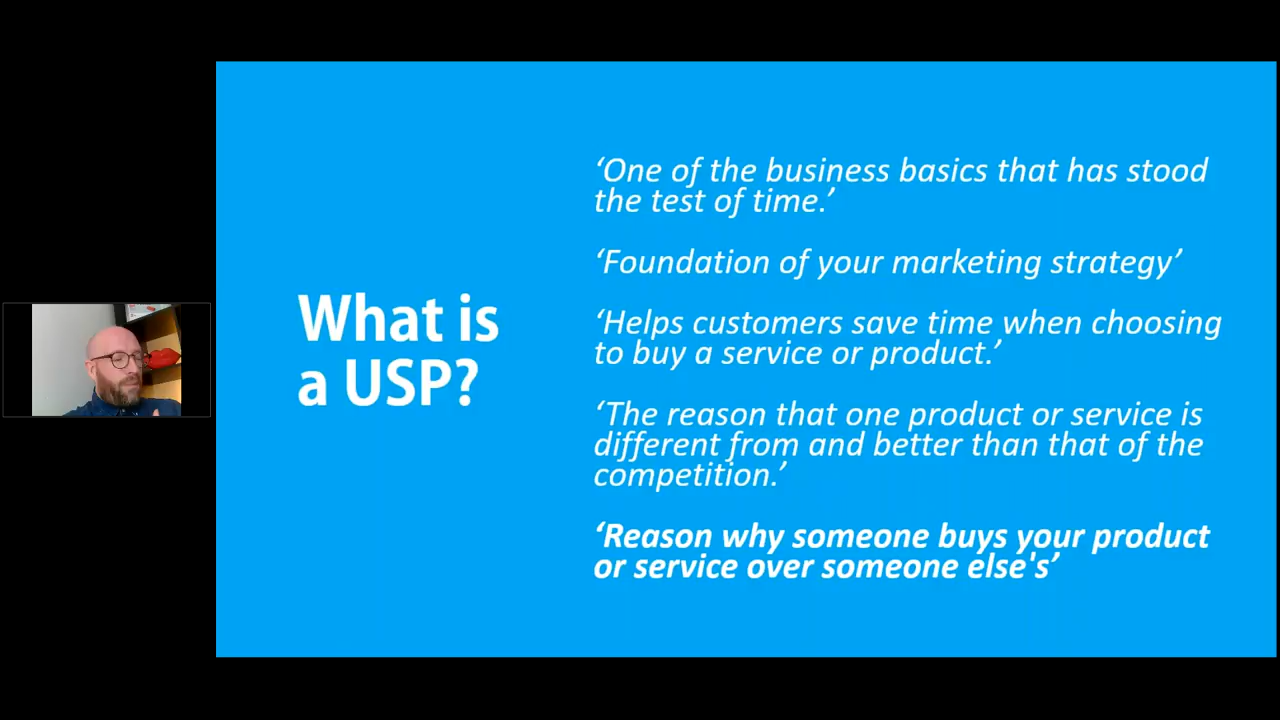 What is
a USP?
‘One of the business basics that has stood
the test of time.’
‘Foundation of your marketing strategy’
‘Helps customers save time when choosing
to buy a service or product.’
‘The reason that one product or service is
different from and better than that of the
competition.’
‘Reason why someone buys your product
or service over someone else's’